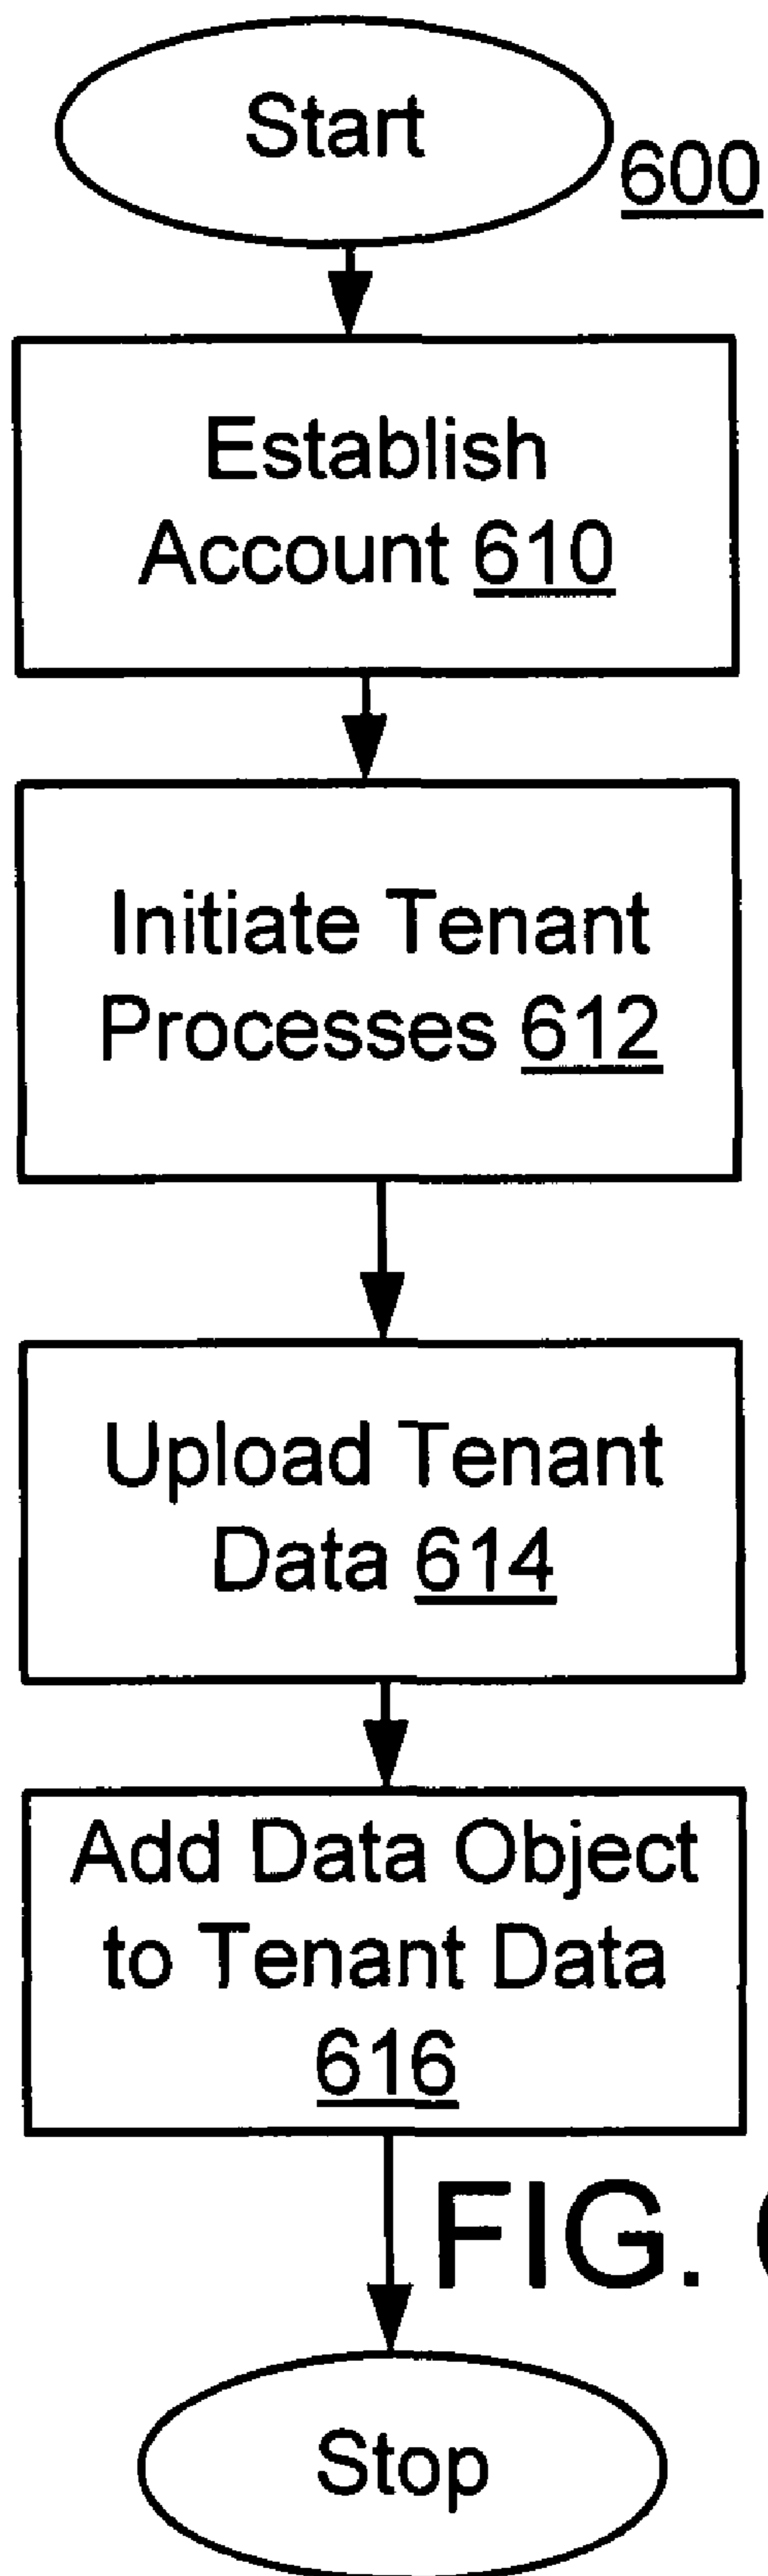 Start
600
Establish
Account 610
Initiate Tenant
Processes 612
Upload Tenant
Data 614
Add Data Object
to Tenant Data
616
FIG.
Stop